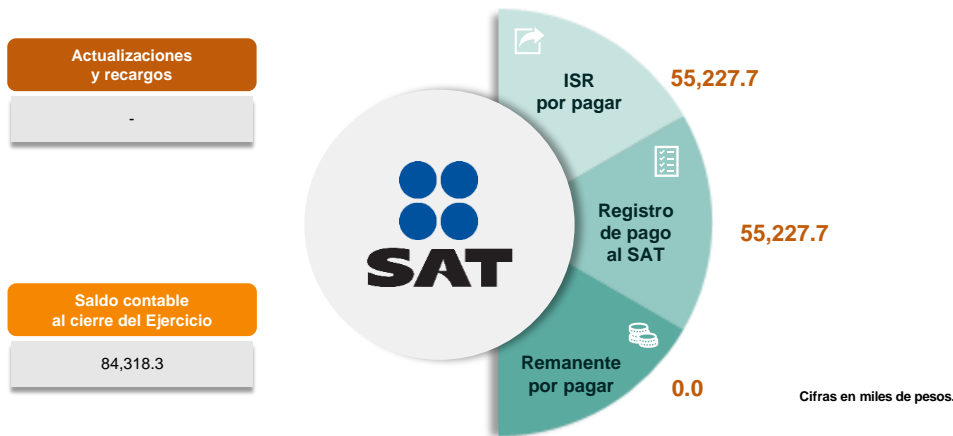 Actualizaciones
y recargos
-
Saldo contable
al cierre del Ejercicio
84,318.3
SAT
ISR
por pagar
55,227.7
Registro
de pago
al SAT
55,227.7
Remanente
por pagar
0.0
Cifras en miles de pesos.